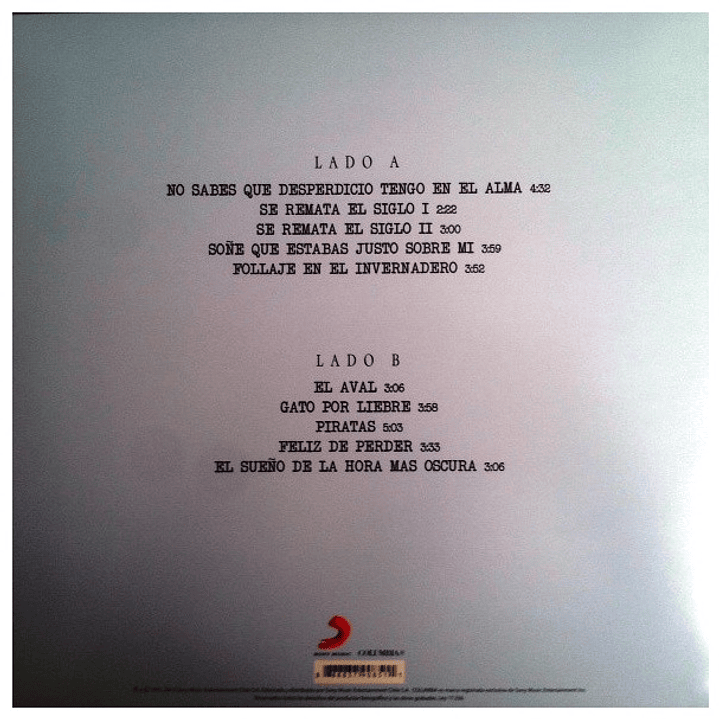 LADO A
NO SABES QUE DESPERDICIO TENGO EN EL ALMA 4:32
SE REMATA EL SIGLO I 2:22
SE REMATA EL SIGLO II 3:00
SOÑE QUE ESTABAS JUSTO SOBRE MI 3:59
FOLLAJE EN EL INVERNADERO 3:52
LADO B
EL AVAL 3:06
GATO POR LIEBRE 3:58
PIRATAS 5:03
FELIZ DE PERDER 3:33
EL SUEÑO DE LA HORA MAS OSCURA 3:06
SONY MUSIC COLUMBIA